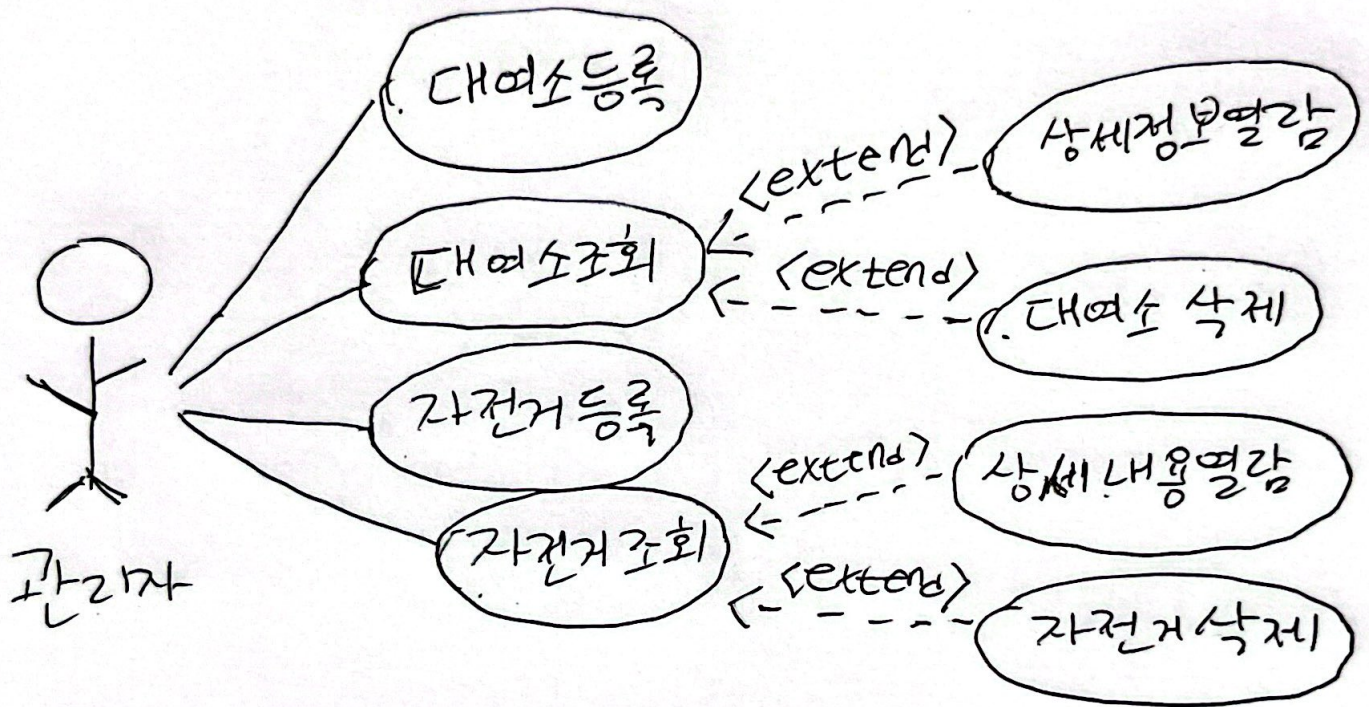 대여소등록
<extend>
상세정보열람
대여소조회
<extend>
대여소 삭제
자전거등록
<extend>
상세내용열람
자전거조회
<extend>
자전거삭제
관리자